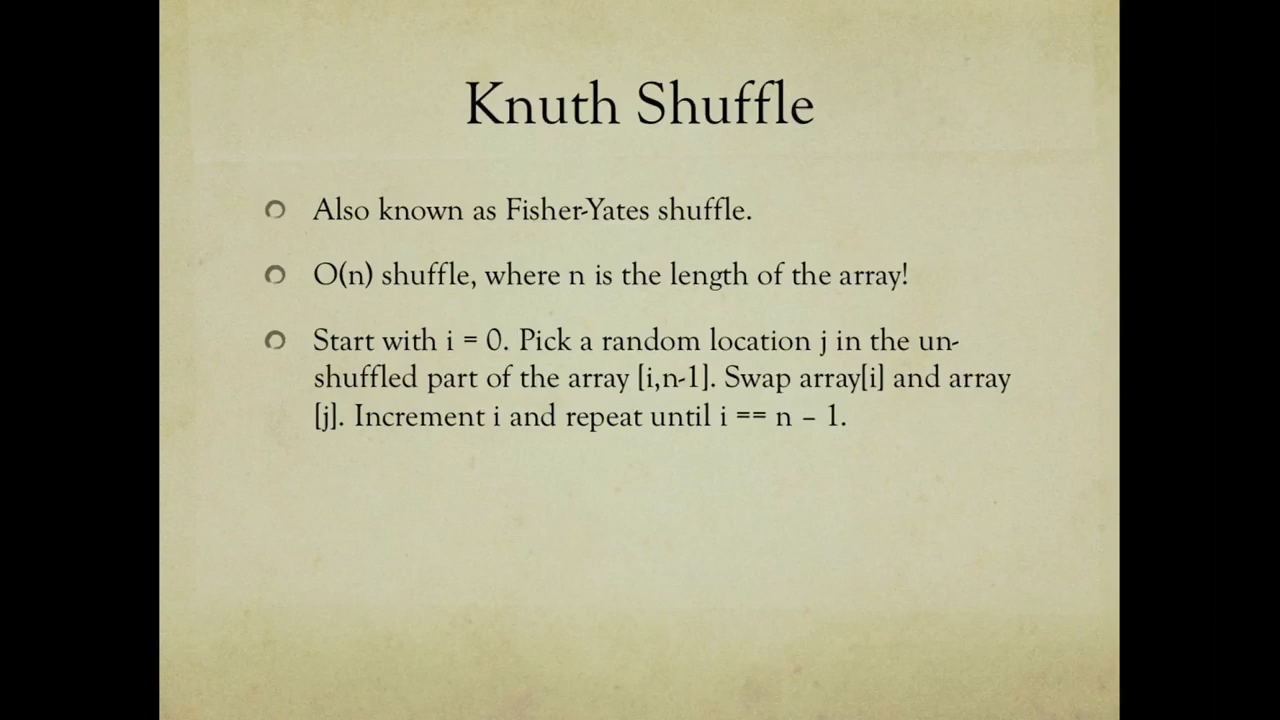 Knuth Shuffle
Also known as Fisher-Yates shuffle.
O(n) shuffle, where n is the length of the array!
Start with i = 0. Pick a random location j in the un-
shuffled part of the array [i,n-1]. Swap array[i] and array
[j]. Increment i and repeat until i == n – 1.